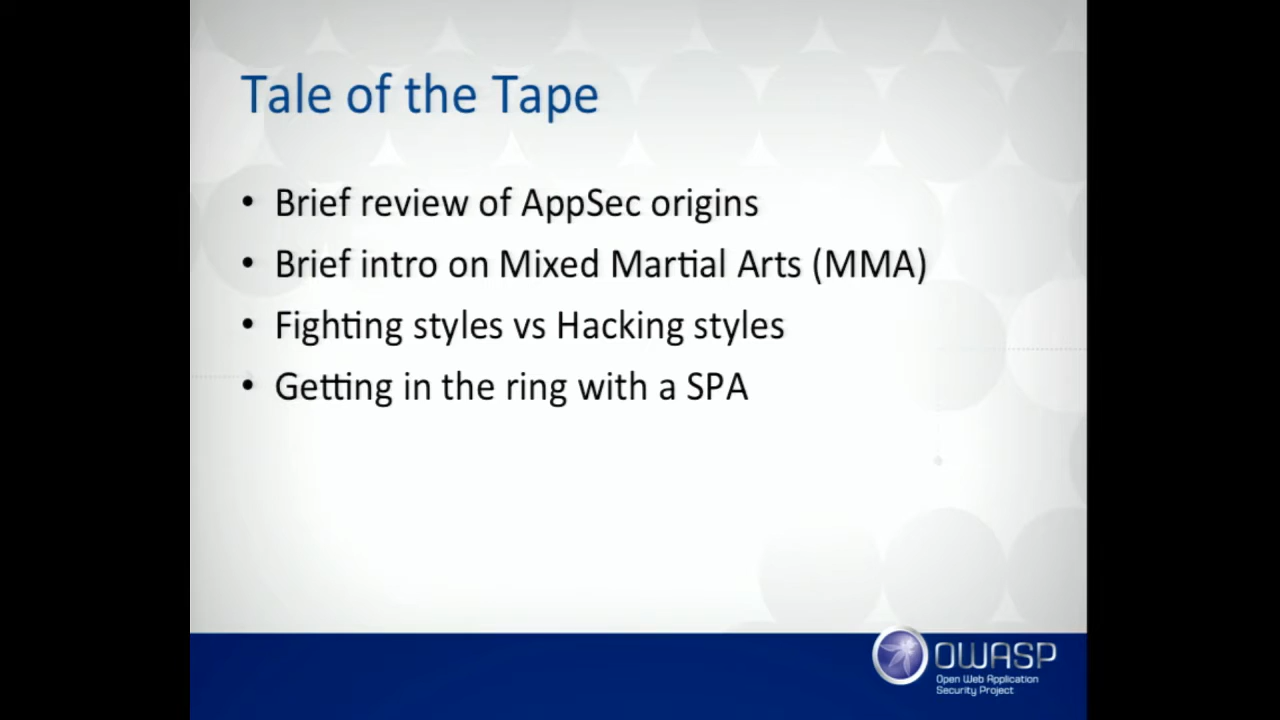 Tale of the Tape
• Brief review of AppSec origins
• Brief intro on Mixed Martial Arts (MMA)
• Fighting styles vs Hacking styles
• Getting in the ring with a SPA
OWASP
Open Web Application
Security Project